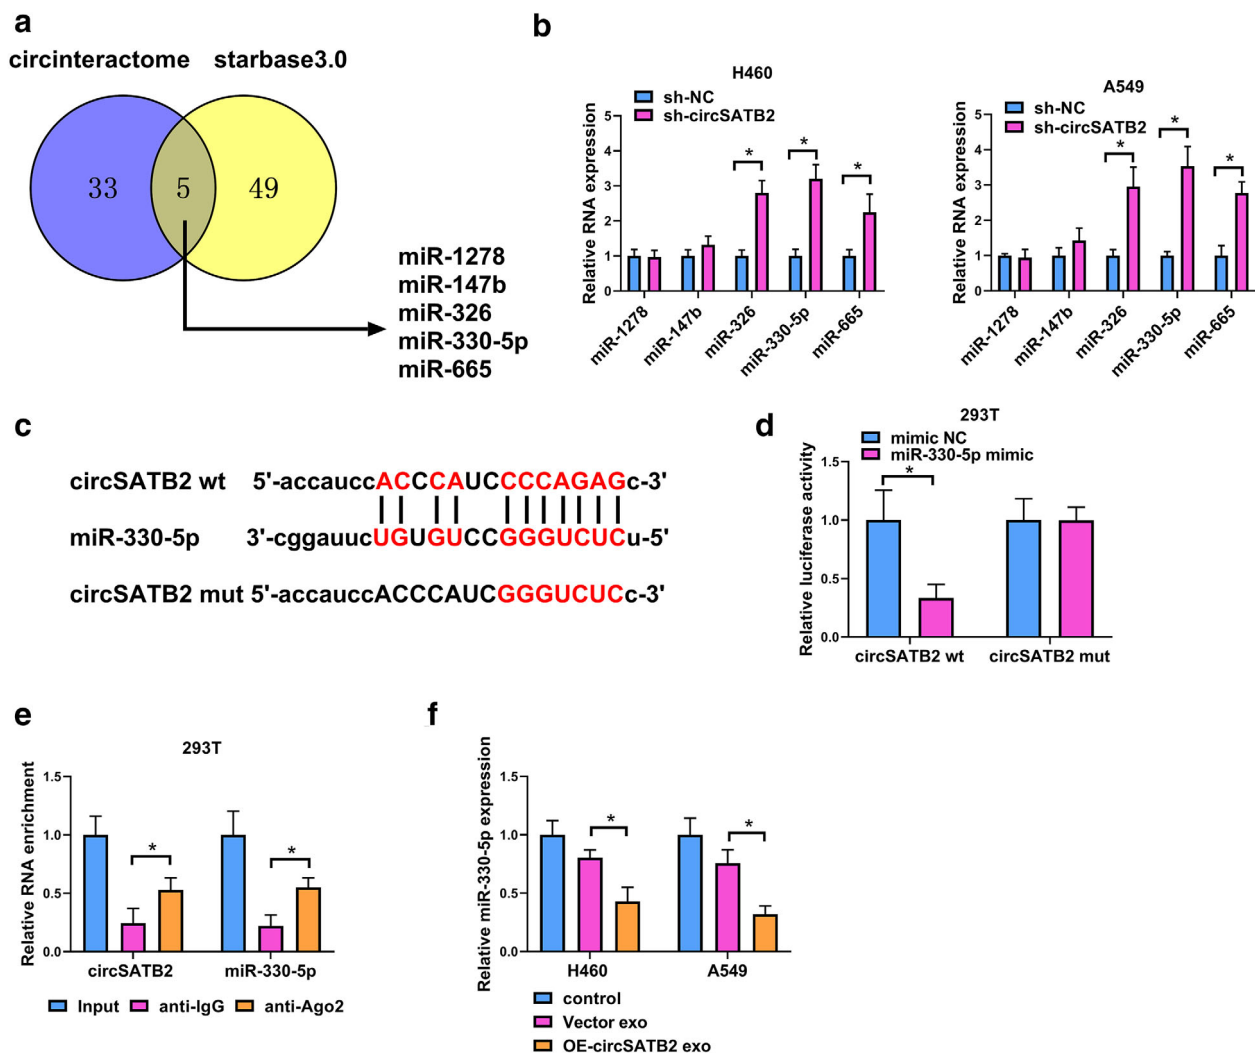 a
circinteractome starbase3.0
33 5 49
miR-1278
miR-147b
miR-326
miR-330-5p
miR-665
b
H460
sh-NC
sh-circSATB2
Relative RNA expression
5
4
3
2
1
0
* * *
miR-1278 miR-147b miR-326 miR-330-5p miR-665
A549
sh-NC
sh-circSATB2
Relative RNA expression
5
4
3
2
1
0
* * *
miR-1278 miR-147b miR-326 miR-330-5p miR-665
c
circSATB2 wt 5'-accauccACCCAUCCCCAGAGc-3'
miR-330-5p 3'-cggauucUGUGUCCGGGUCUCu-5'
circSATB2 mut 5'-accauccACCCAUCGGGUCUCc-3'
d
293T
mimic NC
miR-330-5p mimic
Relative luciferase activity
1.5
1.0
0.5
0.0
*
circSATB2 wt circSATB2 mut
e
293T
Relative RNA enrichment
1.5
1.0
0.5
0.0
* *
circSATB2 miR-330-5p
Input anti-IgG anti-Ago2
f
Relative miR-330-5p expression
1.5
1.0
0.5
0.0
* *
H460 A549
control
Vector exo
OE-circSATB2 exo